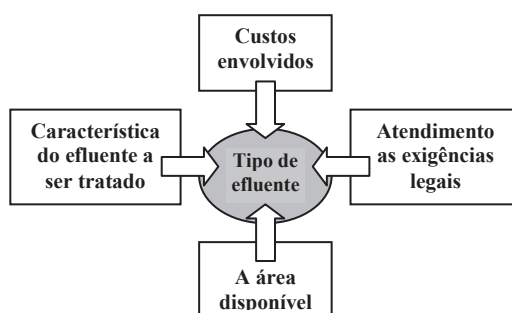 Custos
envolvidos
Característica
do efluente a
ser tratado
Tipo de
efluente
Atendimento
as exigências
legais
A área
disponível